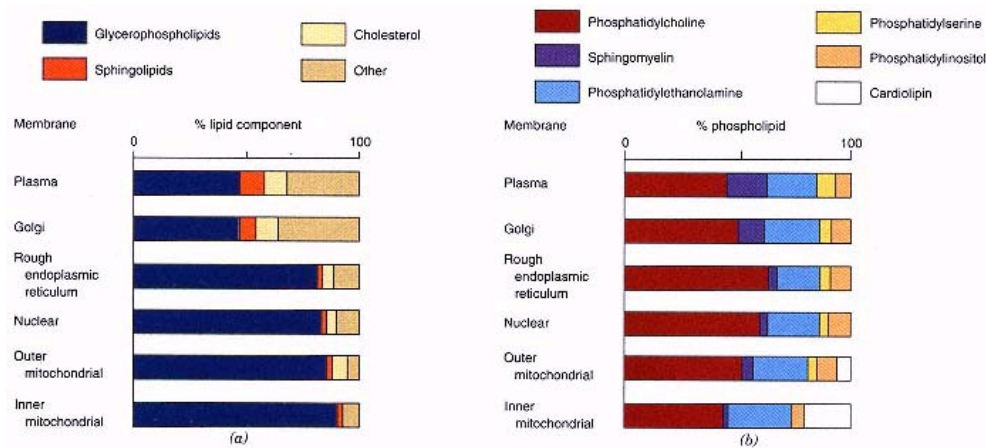 Glycerophospholipids
Cholesterol
Sphingolipids
Other
Membrane
% lipid component
0
100
Plasma
Golgi
Rough
endoplasmic
reticulum
Nuclear
Outer
mitochondrial
Inner
mitochondrial
(a)
Phosphatidylcholine
Phosphatidylserine
Sphingomyelin
Phosphatidylinositol
Phosphatidylethanolamine
Cardiolipin
Membrane
% phospholipid
0
100
Plasma
Golgi
Rough
endoplasmic
reticulum
Nuclear
Outer
mitochondrial
Inner
mitochondrial
(b)